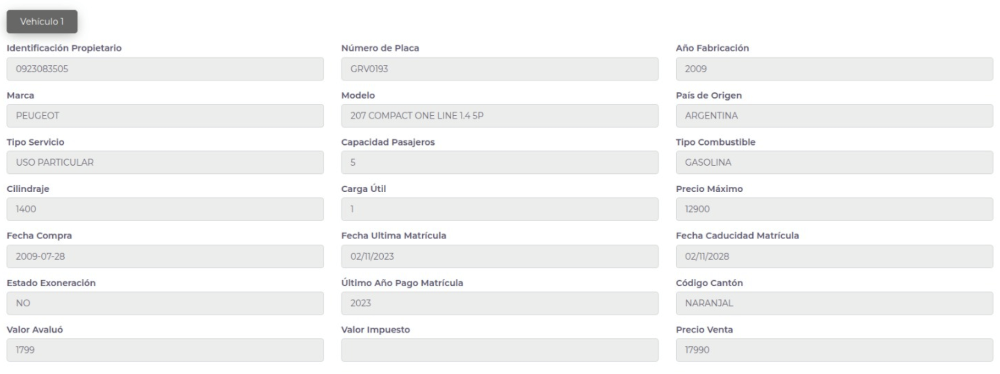 Vehículo 1
Identificación Propietario
Número de Placa
Año Fabricación
0923083505
GRV0193
2009
Marca
Modelo
País de Origen
PEUGEOT
207 COMPACT ONE LINE 1.4 5P
ARGENTINA
Tipo Servicio
Capacidad Pasajeros
Tipo Combustible
USO PARTICULAR
5
GASOLINA
Cilindraje
Carga Útil
Precio Máximo
1400
1
12900
Fecha Compra
Fecha Ultima Matrícula
Fecha Caducidad Matrícula
2009-07-28
02/11/2023
02/11/2028
Estado Exoneración
Último Año Pago Matrícula
Código Cantón
NO
2023
NARANJAL
Valor Avaluó
Valor Impuesto
Precio Venta
1799
17990